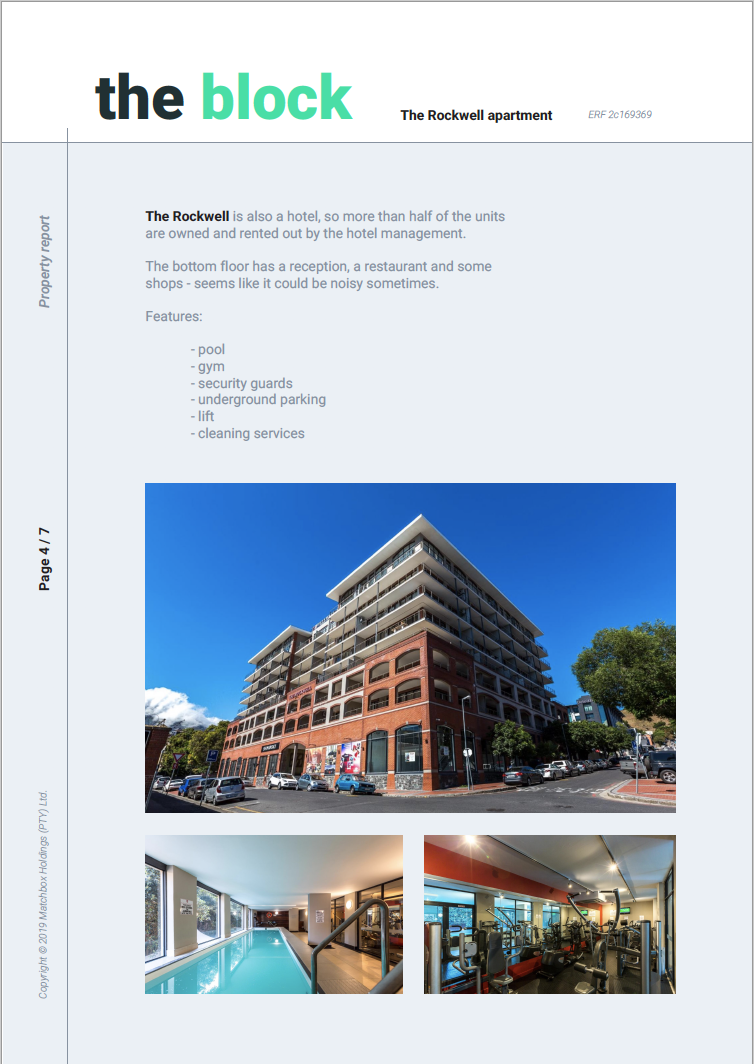 the block
The Rockwell apartment
ERF 2c169369
Property report
The Rockwell is also a hotel, so more than half of the units
are owned and rented out by the hotel management.
The bottom floor has a reception, a restaurant and some
shops - seems like it could be noisy sometimes.
Features:
- pool
- gym
- security guards
- underground parking
- lift
- cleaning services
Page 4 / 7
Copyright © 2019 Matchbox Holdings (PTY) Ltd.